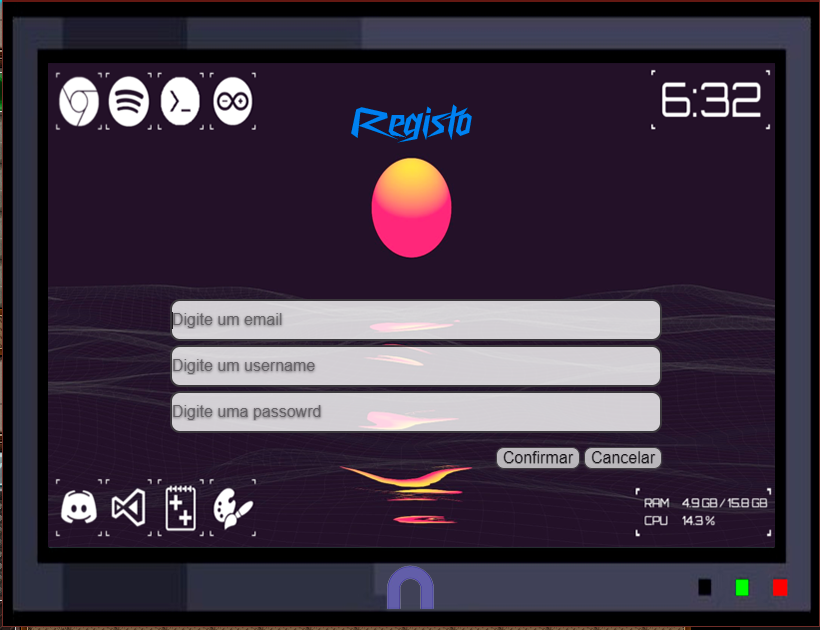 6:32
Registo
Digite um email
Digite um username
Digite uma passowrd
Confirmar Cancelar
RAM 4.9 GB / 15.8 GB
CPU 14.3 %